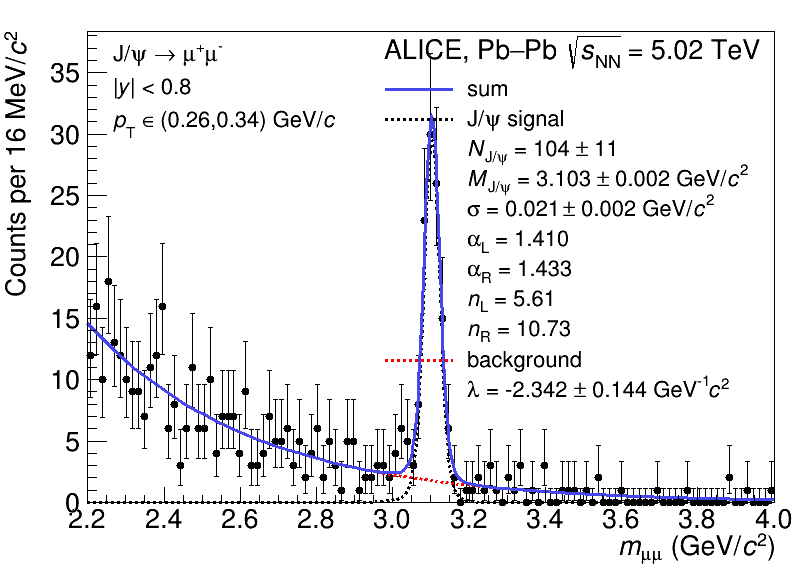 J/ψ → μ⁺μ⁻
|y| < 0.8
p_T ∈ (0.26,0.34) GeV/c
ALICE, Pb–Pb √s_NN = 5.02 TeV
sum
J/ψ signal
N_J/ψ = 104 ± 11
M_J/ψ = 3.103 ± 0.002 GeV/c²
σ = 0.021 ± 0.002 GeV/c²
α_L = 1.410
α_R = 1.433
n_L = 5.61
n_R = 10.73
background
λ = -2.342 ± 0.144 GeV⁻¹c²
Counts per 16 MeV/c²
35
30
25
20
15
10
5
0
2.2 2.4 2.6 2.8 3.0 3.2 3.4 3.6 3.8 4.0
m_μμ (GeV/c²)